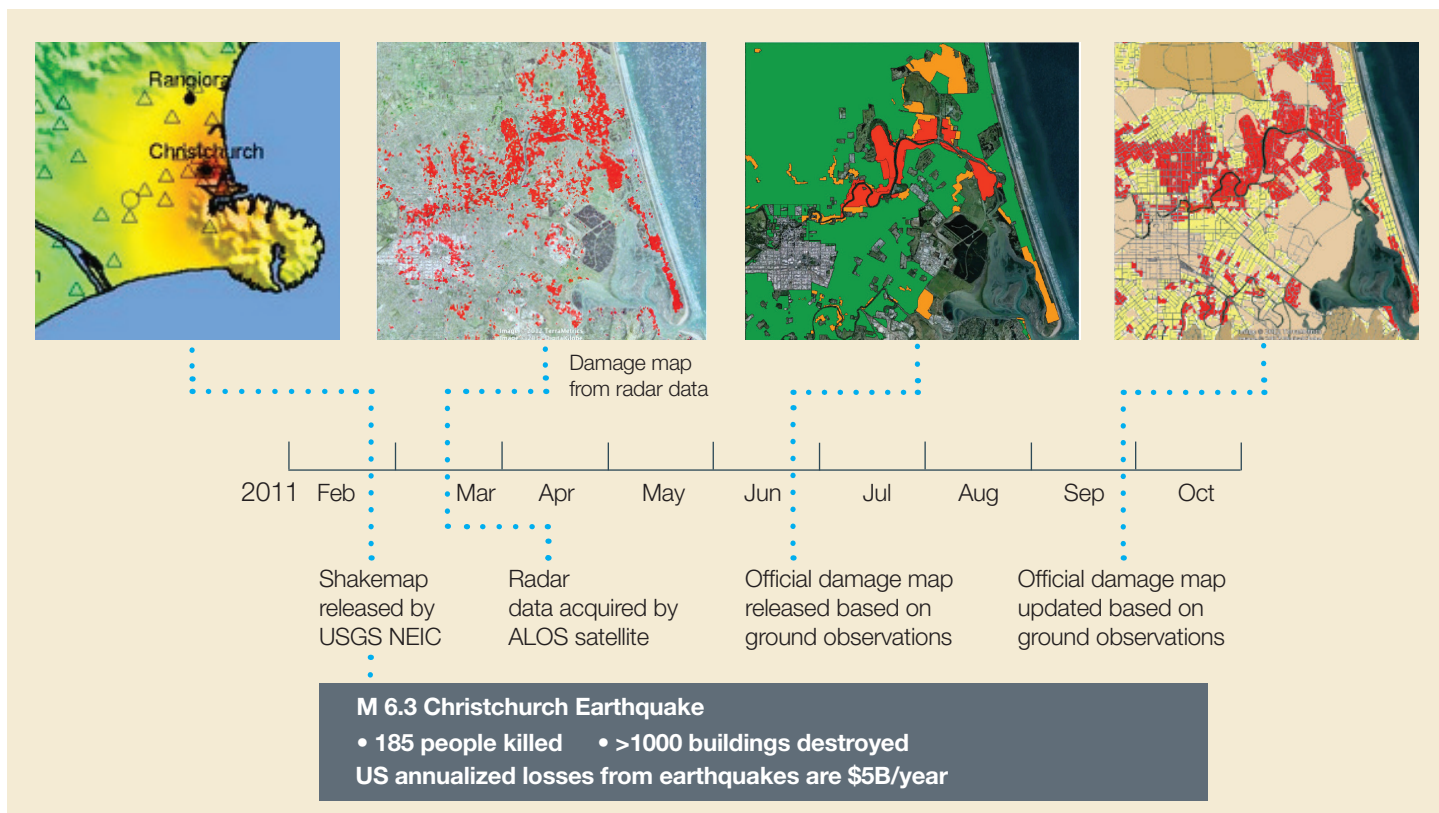 Rangiora
Christchurch
Damage map
from radar data
2011 Feb Mar Apr May Jun Jul Aug Sep Oct
Shakemap
released by
USGS NEIC
Radar
data acquired by
ALOS satellite
Official damage map
released based on
ground observations
Official damage map
updated based on
ground observations
M 6.3 Christchurch Earthquake
• 185 people killed • >1000 buildings destroyed
US annualized losses from earthquakes are $5B/year